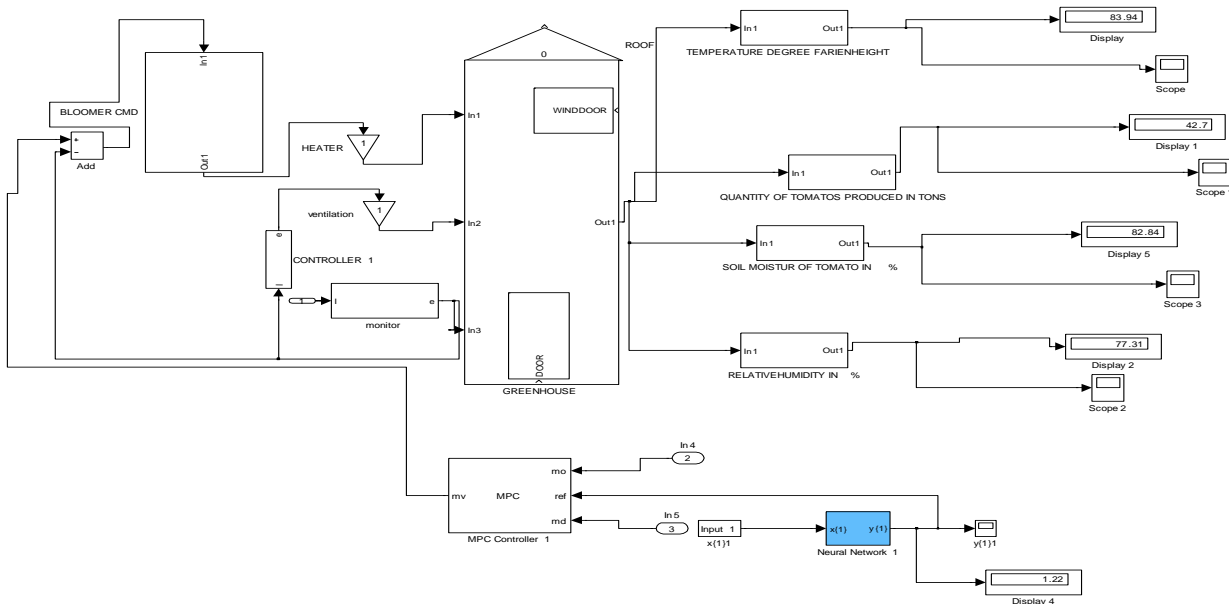 83.94
Display
In1
Out1
TEMPERATURE DEGREE FARIENHEIGHT
Scope
ROOF
0
In1
BLOOMER CMD
Out1
+
−
Add
HEATER
1
In1
WINDDOOR
42.7
Display 1
In1
Out1
QUANTITY OF TOMATOS PRODUCED IN TONS
Scope
ventilation
1
In2
Out1
e
I
CONTROLLER 1
82.84
Display 5
In1
Out1
SOIL MOISTUR OF TOMATO IN %
Scope 3
1
I
e
monitor
In3
DOOR
GREENHOUSE
77.31
Display 2
In1
Out1
RELATIVEHUMIDITY IN %
Scope 2
In4
2
mo
mv
MPC
ref
md
MPC Controller 1
In5
3
Input 1
x{1}1
x{1}
y{1}
Neural Network 1
y{1}1
1.22
Display 4